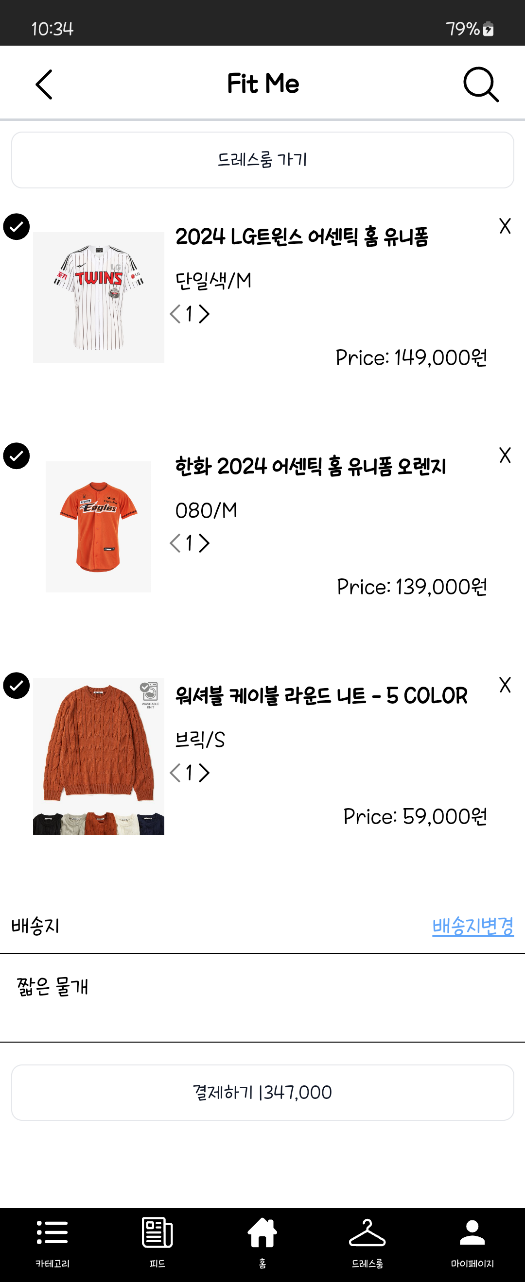 10:34 79%
Fit Me
드레스룸 가기
2024 LG트윈스 어센틱 홈 유니폼 X
TWINS
단일색/M
1
Price: 149,000원
한화 2024 어센틱 홈 유니폼 오렌지 X
Eagles
080/M
1
Price: 139,000원
워셔블 케이블 라운드 니트 - 5 COLOR X
브릭/S
1
Price: 59,000원
배송지 배송지변경
짧은 물개
결제하기 |347,000
카테고리 피드 홈 드레스룸 마이페이지